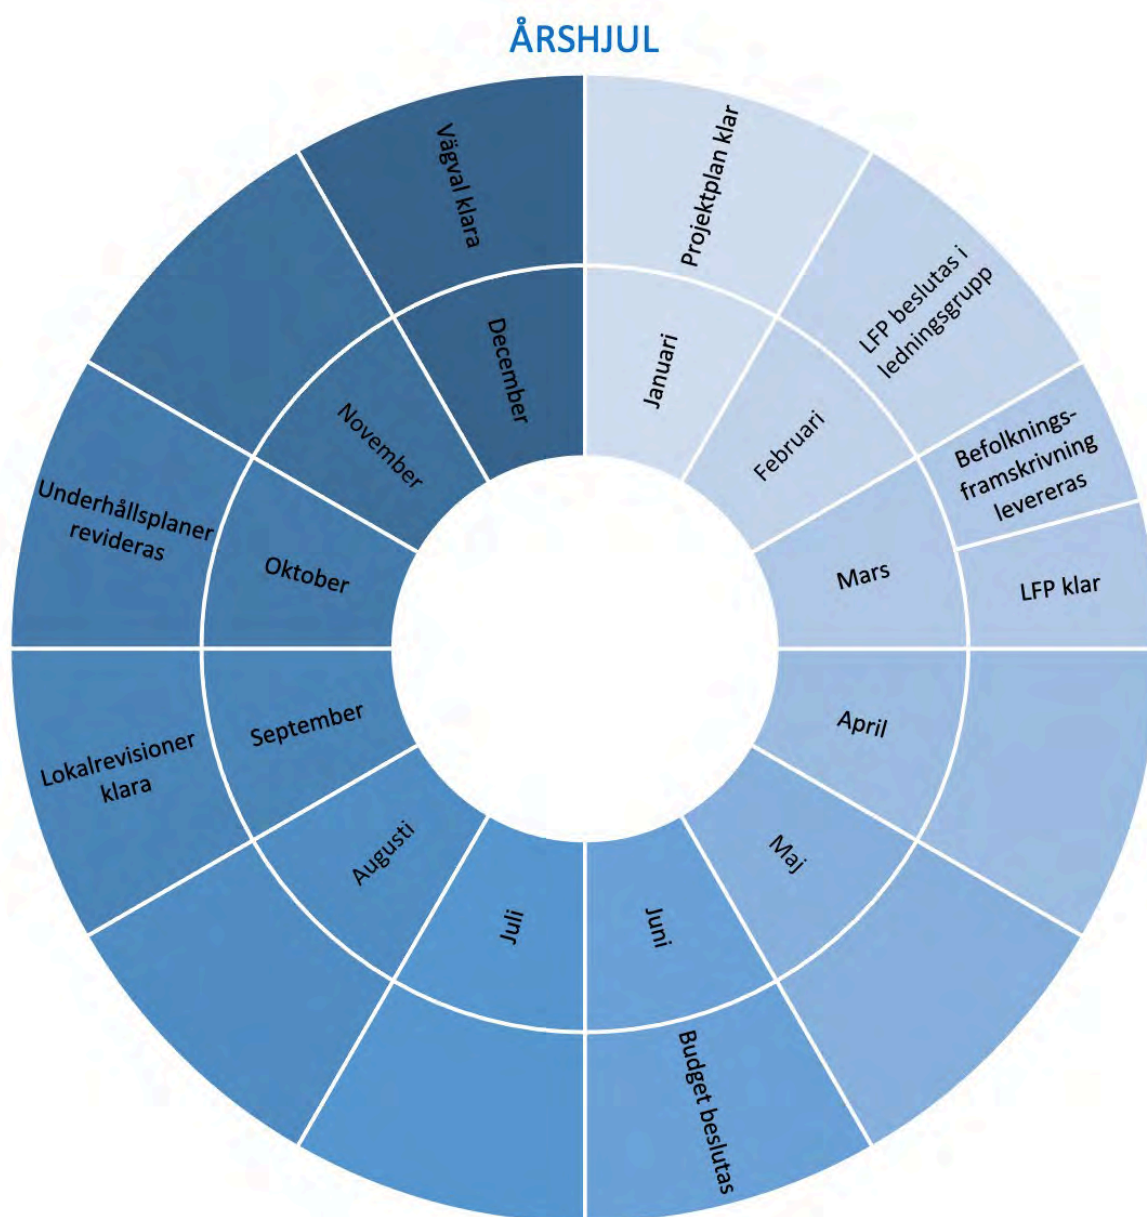 ÅRSHJUL
Projektplan klar
Januari
LFP beslutas i
ledningsgrupp
Februari
Befolknings-
framskrivning
levereras
LFP klar
Mars
April
Maj
Juni
Budget beslutas
Juli
Augusti
September
Lokalrevisioner
klara
Oktober
Underhållsplaner
revideras
November
December
Vägval klara